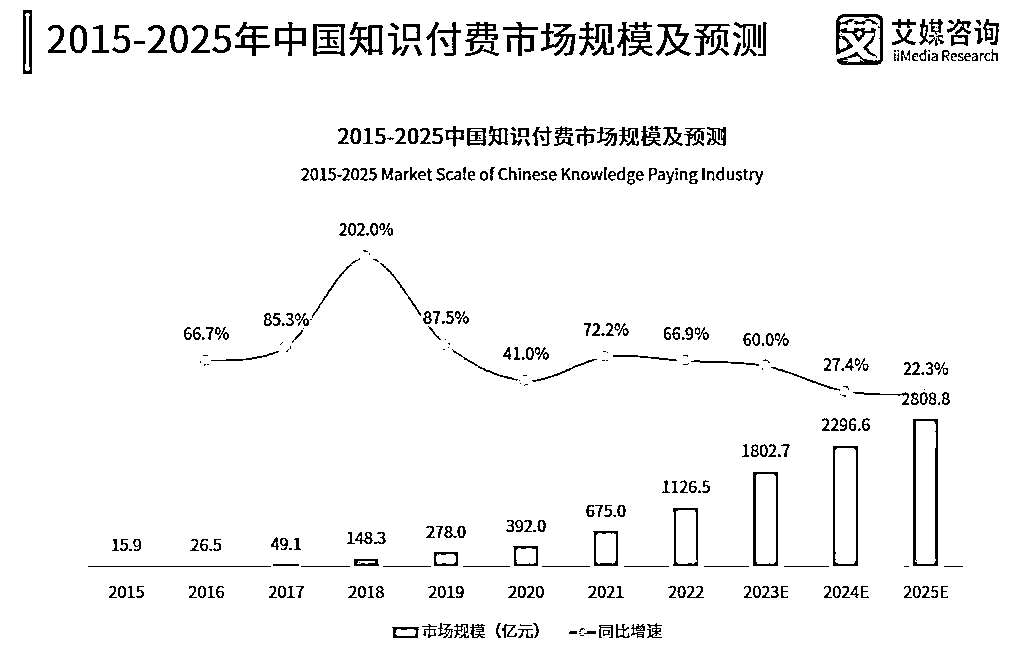 2015-2025年中国知识付费市场规模及预测
艾媒咨询
iiMedia Research
2015-2025中国知识付费市场规模及预测
2015-2025 Market Scale of Chinese Knowledge Paying Industry
202.0%
66.7% 85.3% 87.5% 41.0% 72.2% 66.9% 60.0% 27.4% 22.3%
15.9 26.5 49.1 148.3 278.0 392.0 675.0 1126.5 1802.7 2296.6 2808.8
2015 2016 2017 2018 2019 2020 2021 2022 2023E 2024E 2025E
市场规模（亿元） 同比增速